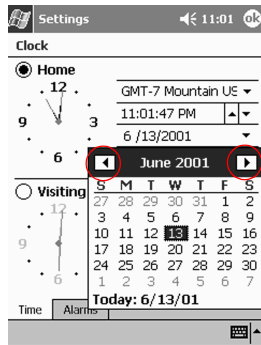 Settings 11:01 ok
Clock
Home
12
9 3
6
GMT-7 Mountain US
11:01:47 PM
6 /13/2001
June 2001
S M T W T F S
27 28 29 30 31 1 2
3 4 5 6 7 8 9
10 11 12 13 14 15 16
17 18 19 20 21 22 23
24 25 26 27 28 29 30
1 2 3 4 5 6 7
Today: 6/13/01
Visiting
12
9
6
Time Alarms